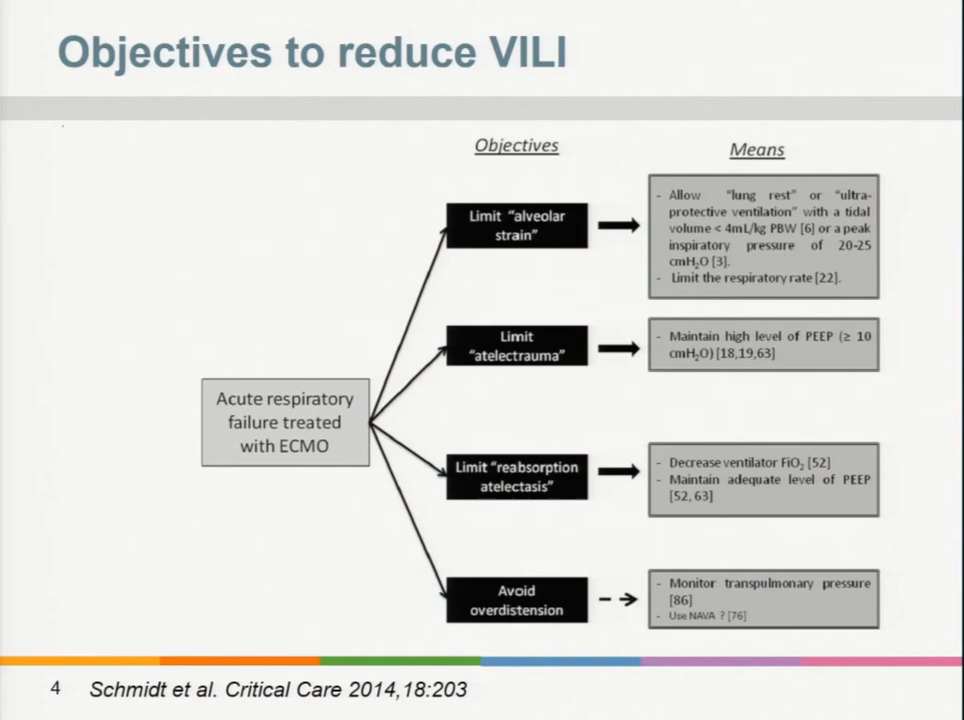 Objectives to reduce VILI
Objectives
Means
Acute respiratory
failure treated
with ECMO
Limit “alveolar
strain”
- Allow “lung rest” or “ultra-
protective ventilation” with a tidal
volume < 4mL/kg PBW [6] or a peak
inspiratory pressure of 20-25
cmH₂O [3].
- Limit the respiratory rate [22].
Limit
“atelectrauma”
- Maintain high level of PEEP (≥ 10
cmH₂O) [18,19,63]
Limit “reabsorption
atelectasis”
- Decrease ventilator FiO₂ [52]
- Maintain adequate level of PEEP
[52, 63]
Avoid
overdistension
- Monitor transpulmonary pressure
[86]
- Use NAVA ? [76]
4 Schmidt et al. Critical Care 2014,18:203